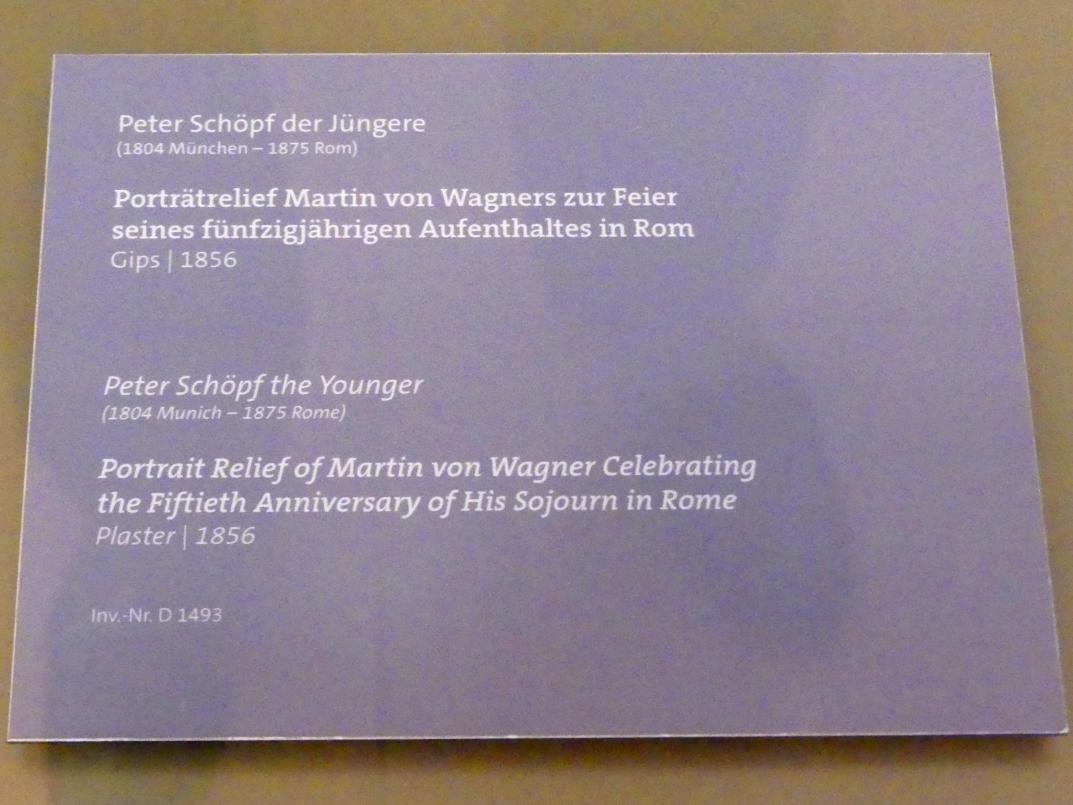 Peter Schöpf der Jüngere
(1804 München – 1875 Rom)
Porträtrelief Martin von Wagners zur Feier
seines fünfzigjährigen Aufenthaltes in Rom
Gips | 1856
Peter Schöpf the Younger
(1804 Munich – 1875 Rome)
Portrait Relief of Martin von Wagner Celebrating
the Fiftieth Anniversary of His Sojourn in Rome
Plaster | 1856
Inv.-Nr. D 1493